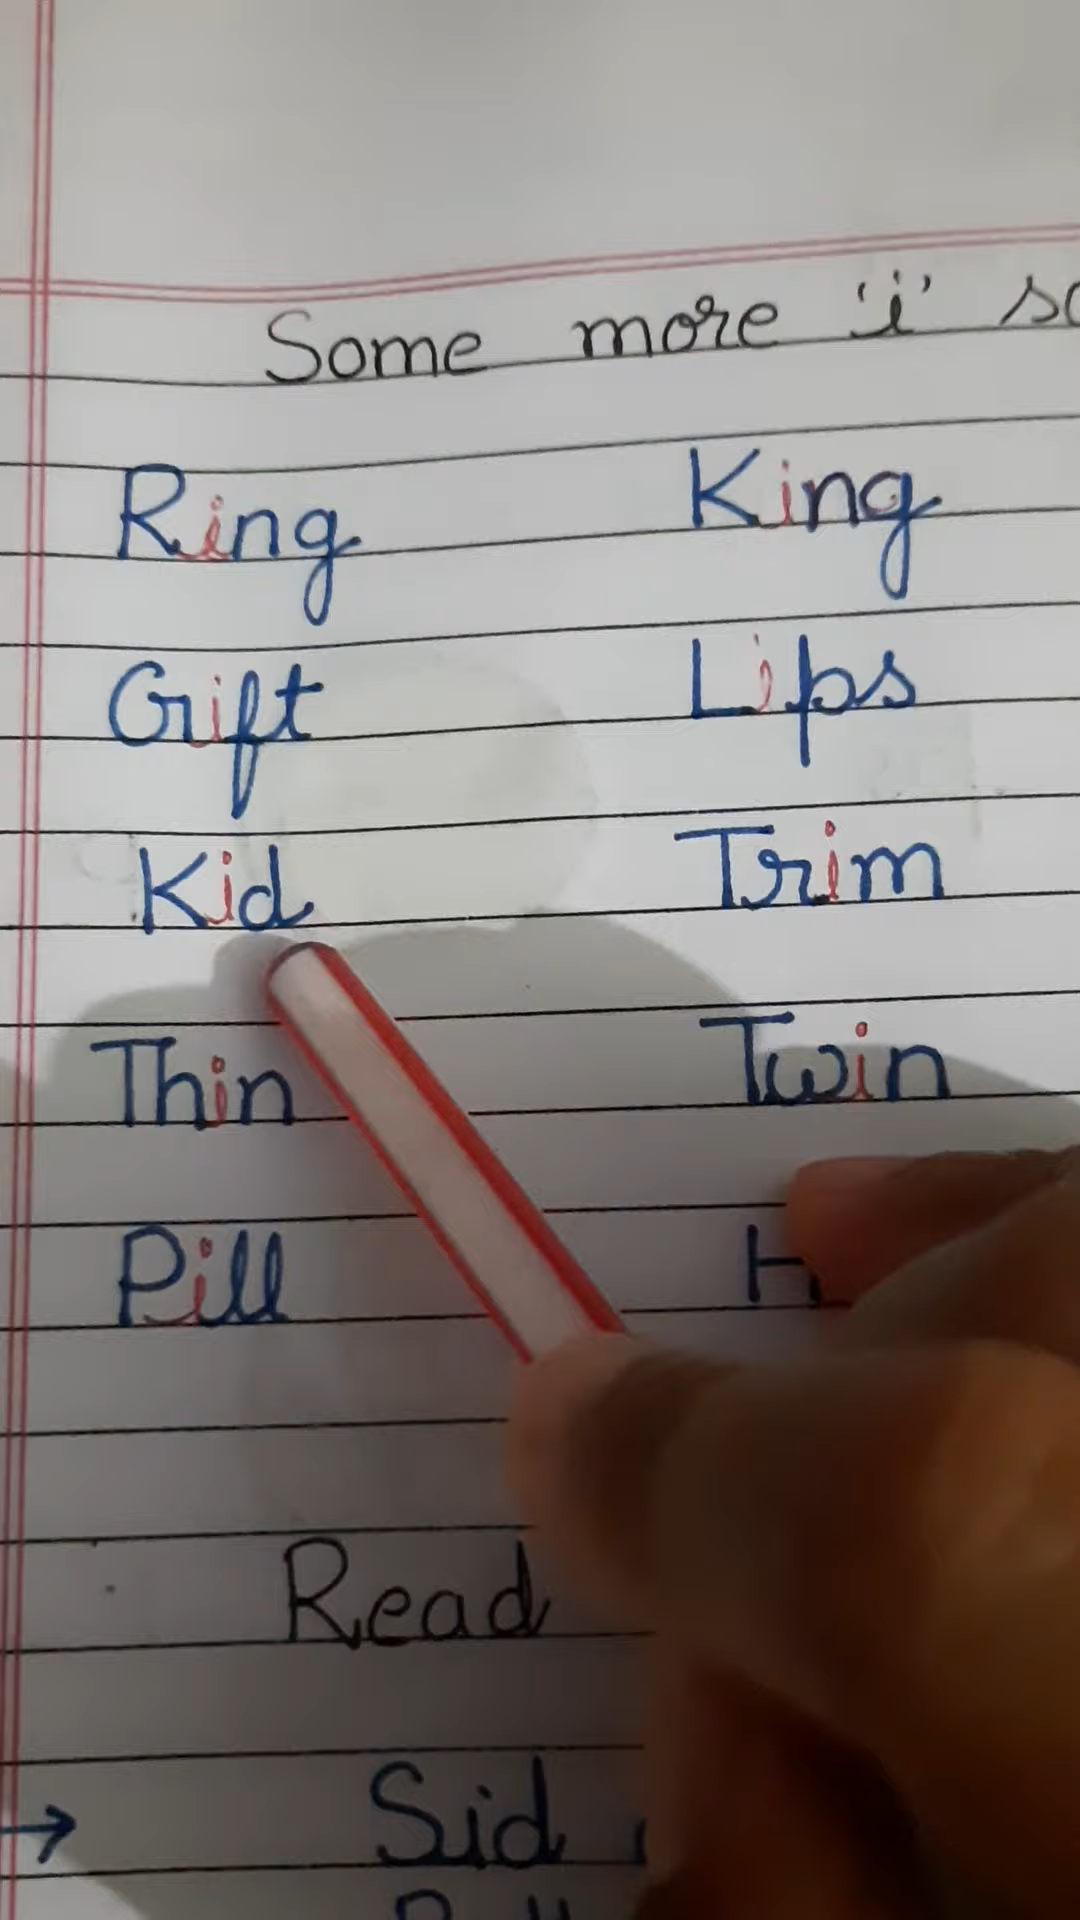 Some more 'i'
Ring King
Gift Lips
Kid Trim
Thin Twin
Pill
Read
→ Sid